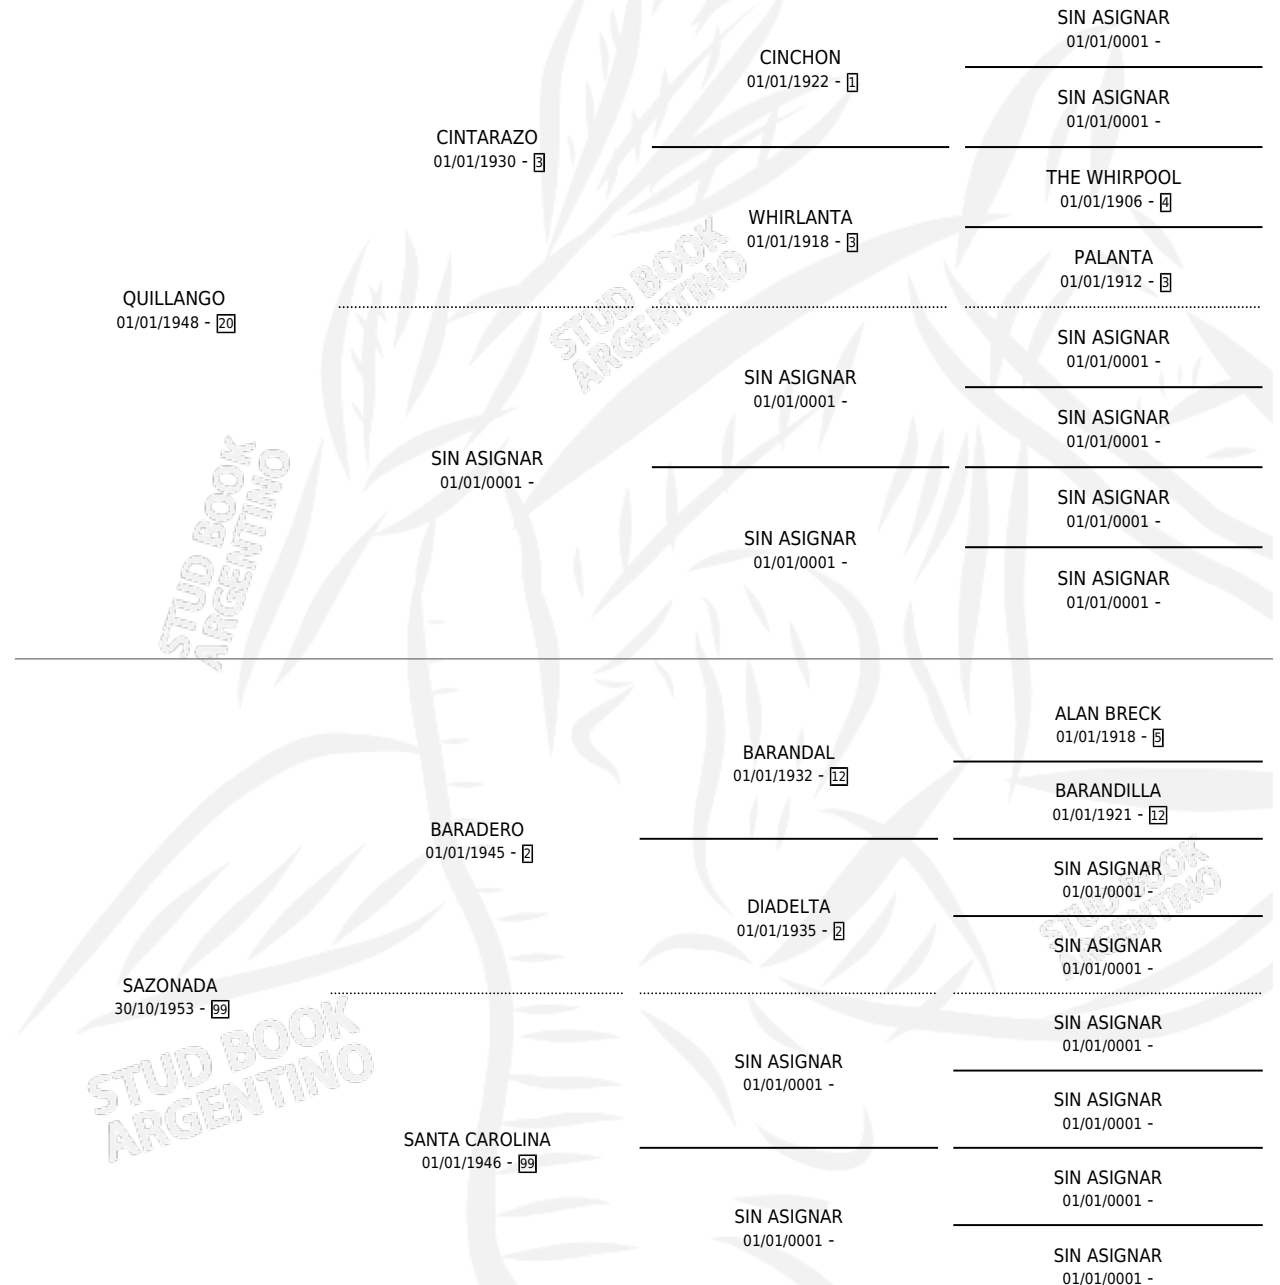 SIN ASIGNAR
01/01/0001 -
CINCHON
01/01/1922 - 1
SIN ASIGNAR
01/01/0001 -
CINTARAZO
01/01/1930 - 3
THE WHIRPOOL
01/01/1906 - 4
WHIRLANTA
01/01/1918 - 3
PALANTA
01/01/1912 - 3
QUILLANGO
01/01/1948 - 20
SIN ASIGNAR
01/01/0001 -
SIN ASIGNAR
01/01/0001 -
SIN ASIGNAR
01/01/0001 -
SIN ASIGNAR
01/01/0001 -
SIN ASIGNAR
01/01/0001 -
SIN ASIGNAR
01/01/0001 -
SIN ASIGNAR
01/01/0001 -
STUD BOOK
ARGENTINO
STUD BOOK
ARGENTINO
ALAN BRECK
01/01/1918 - 5
BARANDAL
01/01/1932 - 12
BARANDILLA
01/01/1921 - 12
BARADERO
01/01/1945 - 2
SIN ASIGNAR
01/01/0001 -
DIADELTA
01/01/1935 - 2
SIN ASIGNAR
01/01/0001 -
STUD BOOK
ARGENTINO
SAZONADA
30/10/1953 - 99
SIN ASIGNAR
01/01/0001 -
SIN ASIGNAR
01/01/0001 -
SIN ASIGNAR
01/01/0001 -
SANTA CAROLINA
01/01/1946 - 99
SIN ASIGNAR
01/01/0001 -
SIN ASIGNAR
01/01/0001 -
SIN ASIGNAR
01/01/0001 -
STUD BOOK
ARGENTINO